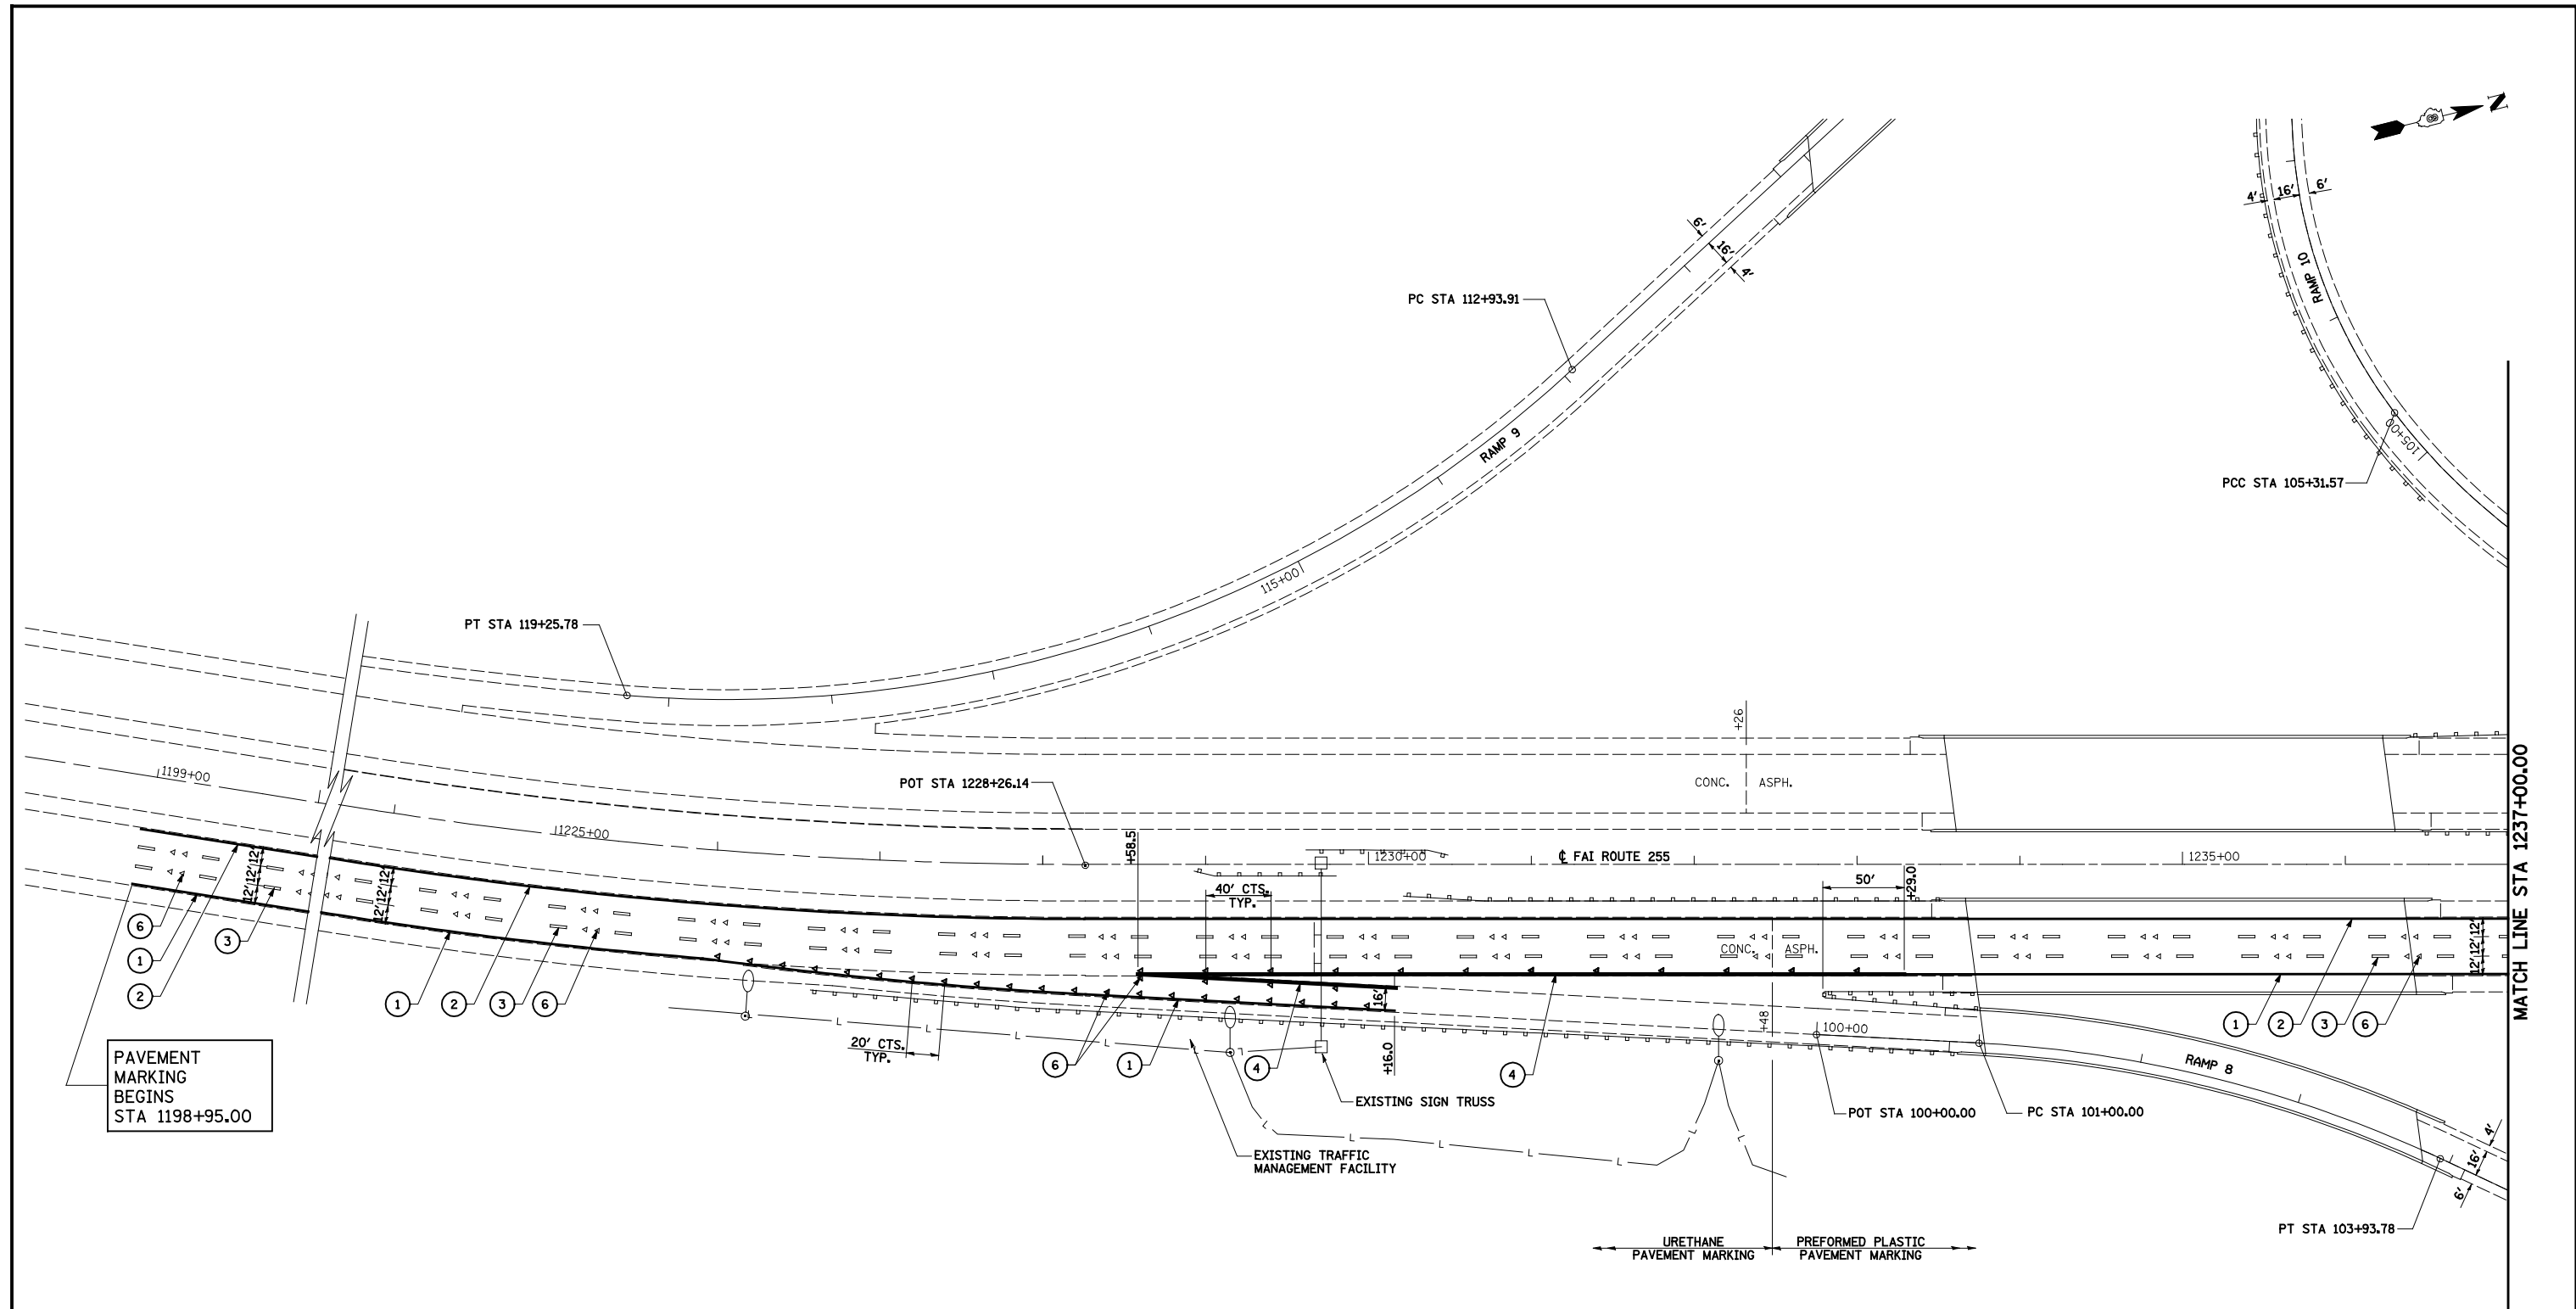 N
4' 16' 6'
RAMP 10
6'
16'
4'
PC STA 112+93.91
105+00
RAMP 9
PCC STA 105+31.57
115+00
PT STA 119+25.78
+26
1199+00
POT STA 1228+26.14
CONC. ASPH.
MATCH LINE STA 1237+00.00
1225+00
+58.5
1230+00
℄ FAI ROUTE 255
1235+00
12' 12' 12'
12' 12' 12'
40' CTS.
TYP.
50'
+29.0
6
3
1
2
CONC. ASPH.
12' 12' 12'
1
2
3
6
16'
+48
100+00
1
2
3
6
PAVEMENT
MARKING
BEGINS
STA 1198+95.00
20' CTS.
TYP.
6
1
4
+16.0
4
RAMP 8
EXISTING SIGN TRUSS
POT STA 100+00.00
PC STA 101+00.00
L L L L
L L L L L L
EXISTING TRAFFIC
MANAGEMENT FACILITY
4'
16'
6'
PT STA 103+93.78
URETHANE
PAVEMENT MARKING
PREFORMED PLASTIC
PAVEMENT MARKING